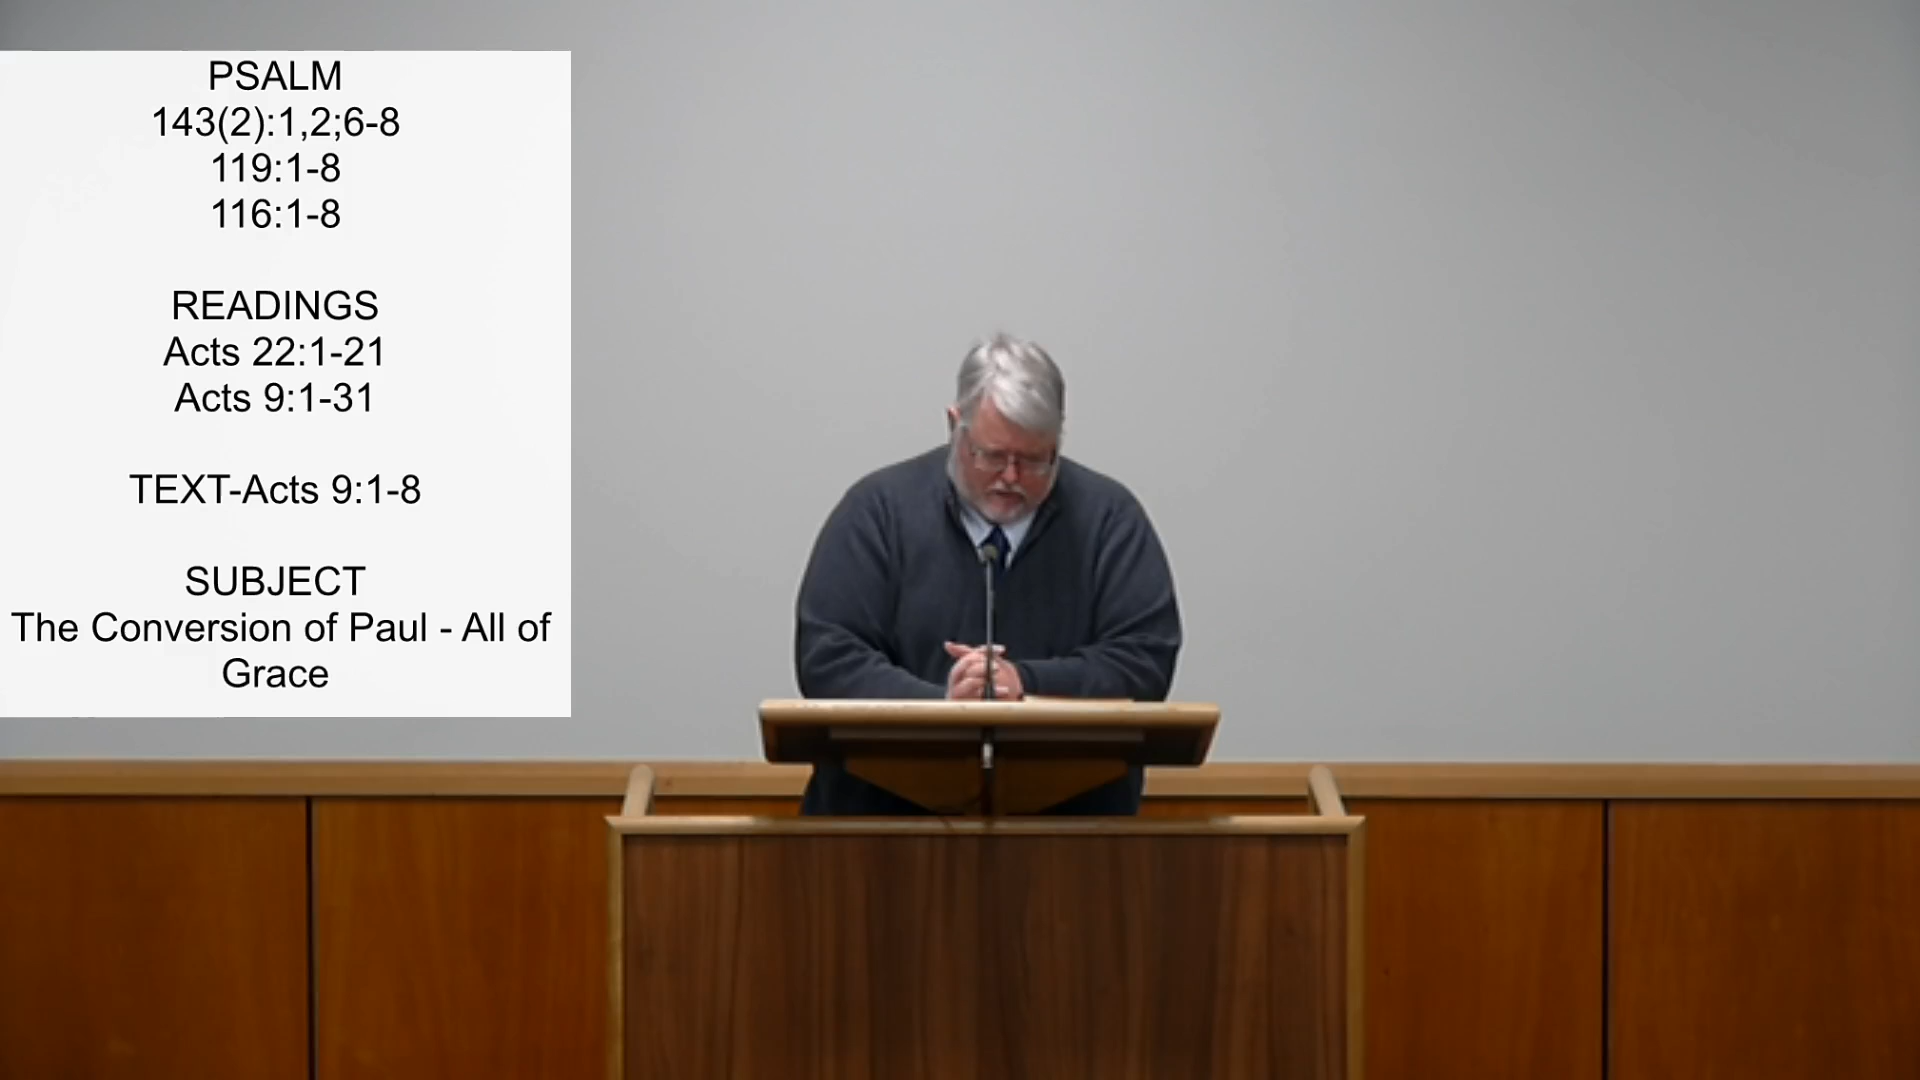 PSALM
143(2):1,2;6-8
119:1-8
116:1-8
READINGS
Acts 22:1-21
Acts 9:1-31
TEXT-Acts 9:1-8
SUBJECT
The Conversion of Paul - All of
Grace